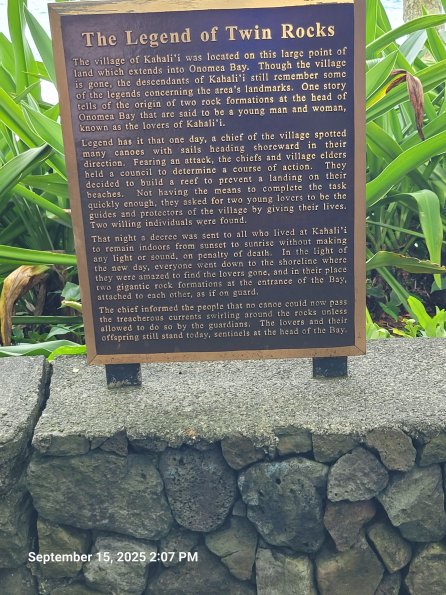 The Legend of Twin Rocks
The village of Kahali'i was located on this large point of
land which extends into Onomea Bay. Though the village
is gone, the descendants of Kahali'i still remember some
of the legends concerning the area's landmarks. One story
tells of the origin of two rock formations at the head of
Onomea Bay that are said to be a young man and woman,
known as the lovers of Kahali'i.
Legend has it that one day, a chief of the village spotted
many canoes with sails heading shoreward in their
direction. Fearing an attack, the chiefs and village elders
held a council to determine a course of action. They
decided to build a reef to prevent a landing on their
beaches. Not having the means to complete the task
quickly enough, they asked for two young lovers to be the
guides and protectors of the village by giving their lives.
Two willing individuals were found.
That night a decree was sent to all who lived at Kahali'i
to remain indoors from sunset to sunrise without making
any light or sound, on penalty of death. In the light of
the new day, everyone went down to the shoreline where
they were amazed to find the lovers gone, and in their place
two gigantic rock formations at the entrance of the Bay,
attached to each other, as if on guard.
The chief informed the people that no canoe could now pass
the treacherous currents swirling around the rocks unless
allowed to do so by the guardians. The lovers and their
offspring still stand today, sentinels at the head of the Bay.
September 15, 2025 2:07 PM